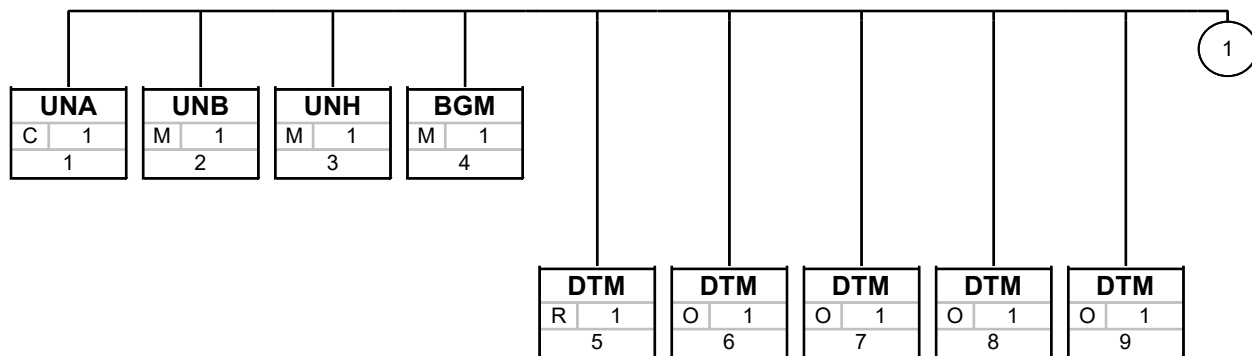 1
UNA UNB UNH BGM
C 1 M 1 M 1 M 1
1 2 3 4
DTM DTM DTM DTM DTM
R 1 O 1 O 1 O 1 O 1
5 6 7 8 9